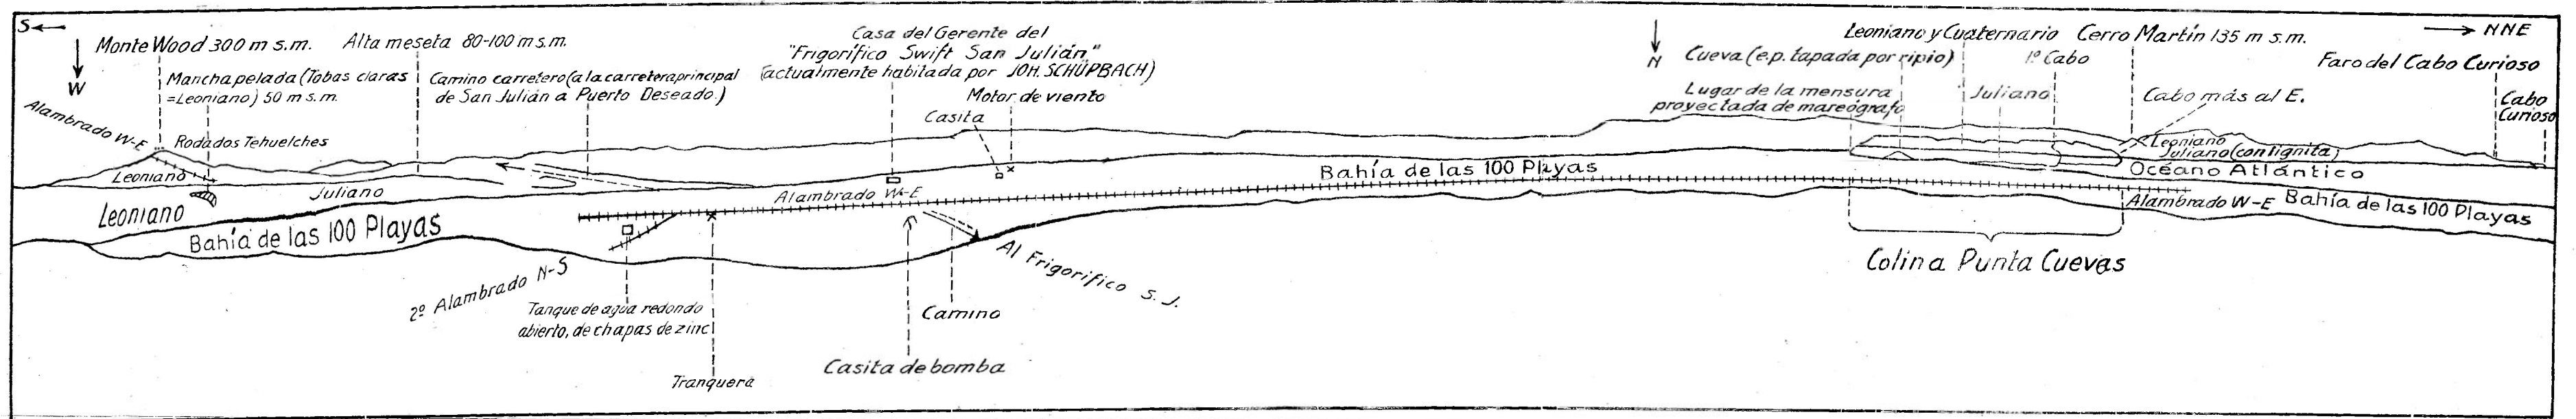 S
W
Monte Wood 300 m s.m.
Alta meseta 80-100 m s.m.
Casa del Gerente del
"Frigorífico Swift San Julián"
(actualmente habitada por JOH. SCHÜPBACH)
N
Leoniano y Cuaternario
Cerro Martín 135 m s.m.
NNE
Mancha pelada (Tobas claras
=Leoniano) 50 m s.m.
Camino carretero (a la carretera principal
de San Julián a Puerto Deseado)
Motor de viento
Casita
Cueva (e.p. tapada por ripio)
1º Cabo
Faro del Cabo Curioso
Lugar de la mensura
proyectada de mareógrafo
Juliano
Cabo más al E.
Cabo
Curioso
Alambrado W-E
Rodados Tehuelches
Leoniano
Juliano
Leoniano
Bahía de las 100 Playas
Alambrado W-E
Bahía de las 100 Playas
Leoniano
Juliano (con lignita)
Océano Atlántico
Alambrado W-E
Bahía de las 100 Playas
2º Alambrado N-S
Tanque de agua redondo
abierto, de chapas de zinc
Tranquera
Casita de bomba
Camino
Al Frigorifico S. J.
Colina Punta Cuevas